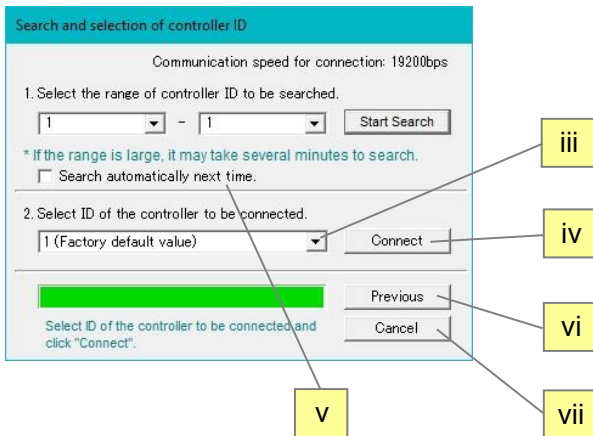 Search and selection of controller ID
Communication speed for connection: 19200bps
1. Select the range of controller ID to be searched.
1 - 1 Start Search
* If the range is large, it may take several minutes to search.
Search automatically next time.
iii
2. Select ID of the controller to be connected.
1 (Factory default value) Connect
iv
Previous
Select ID of the controller to be connected and
click "Connect".
Cancel
vi
v
vii